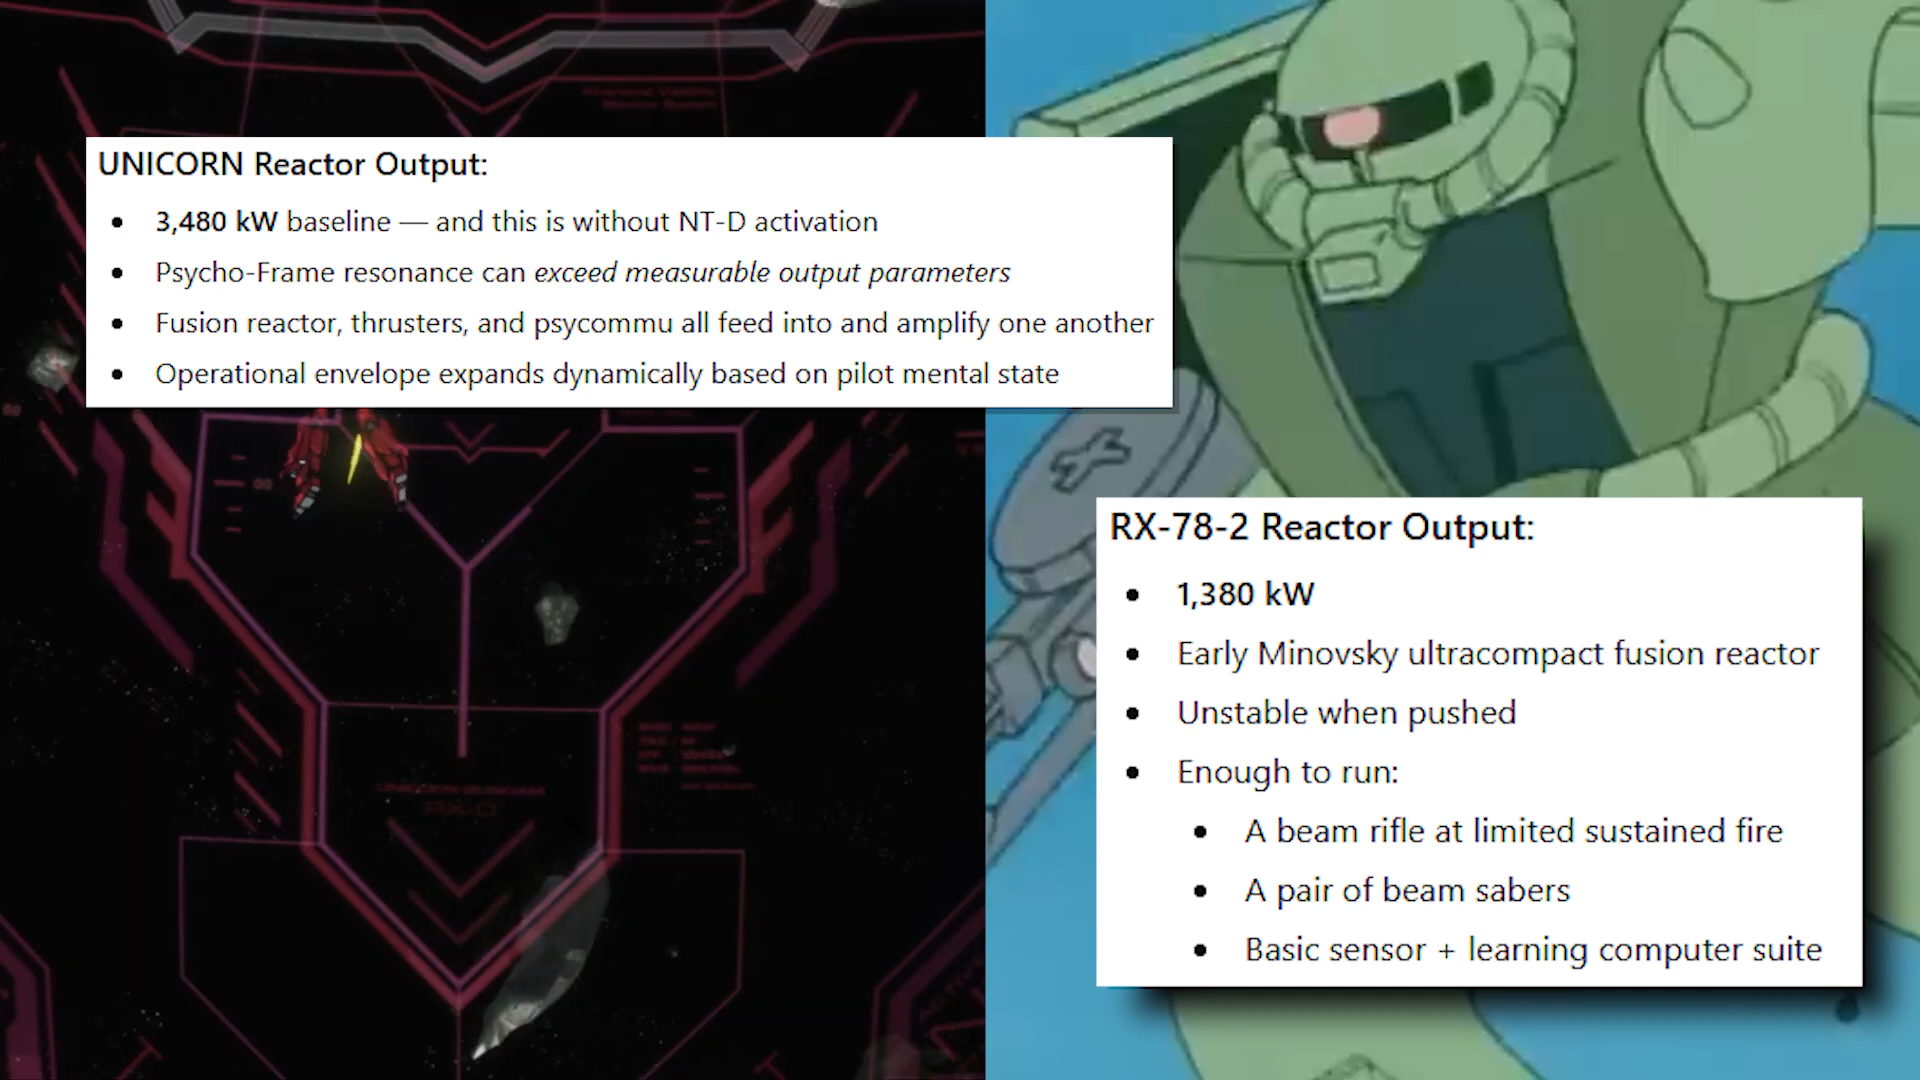 UNICORN Reactor Output:
3,480 kW baseline — and this is without NT-D activation
Psycho-Frame resonance can exceed measurable output parameters
Fusion reactor, thrusters, and psycommu all feed into and amplify one another
Operational envelope expands dynamically based on pilot mental state
UNICORN GUNDAM
RX-78-2 Reactor Output:
1,380 kW
Early Minovsky ultracompact fusion reactor
Unstable when pushed
Enough to run:
A beam rifle at limited sustained fire
A pair of beam sabers
Basic sensor + learning computer suite